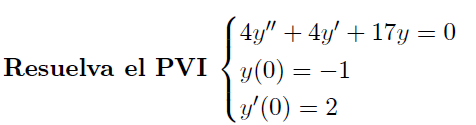 4y″ + 4y′ + 17y = 0
Resuelva el PVI { y(0) = −1
y′(0) = 2